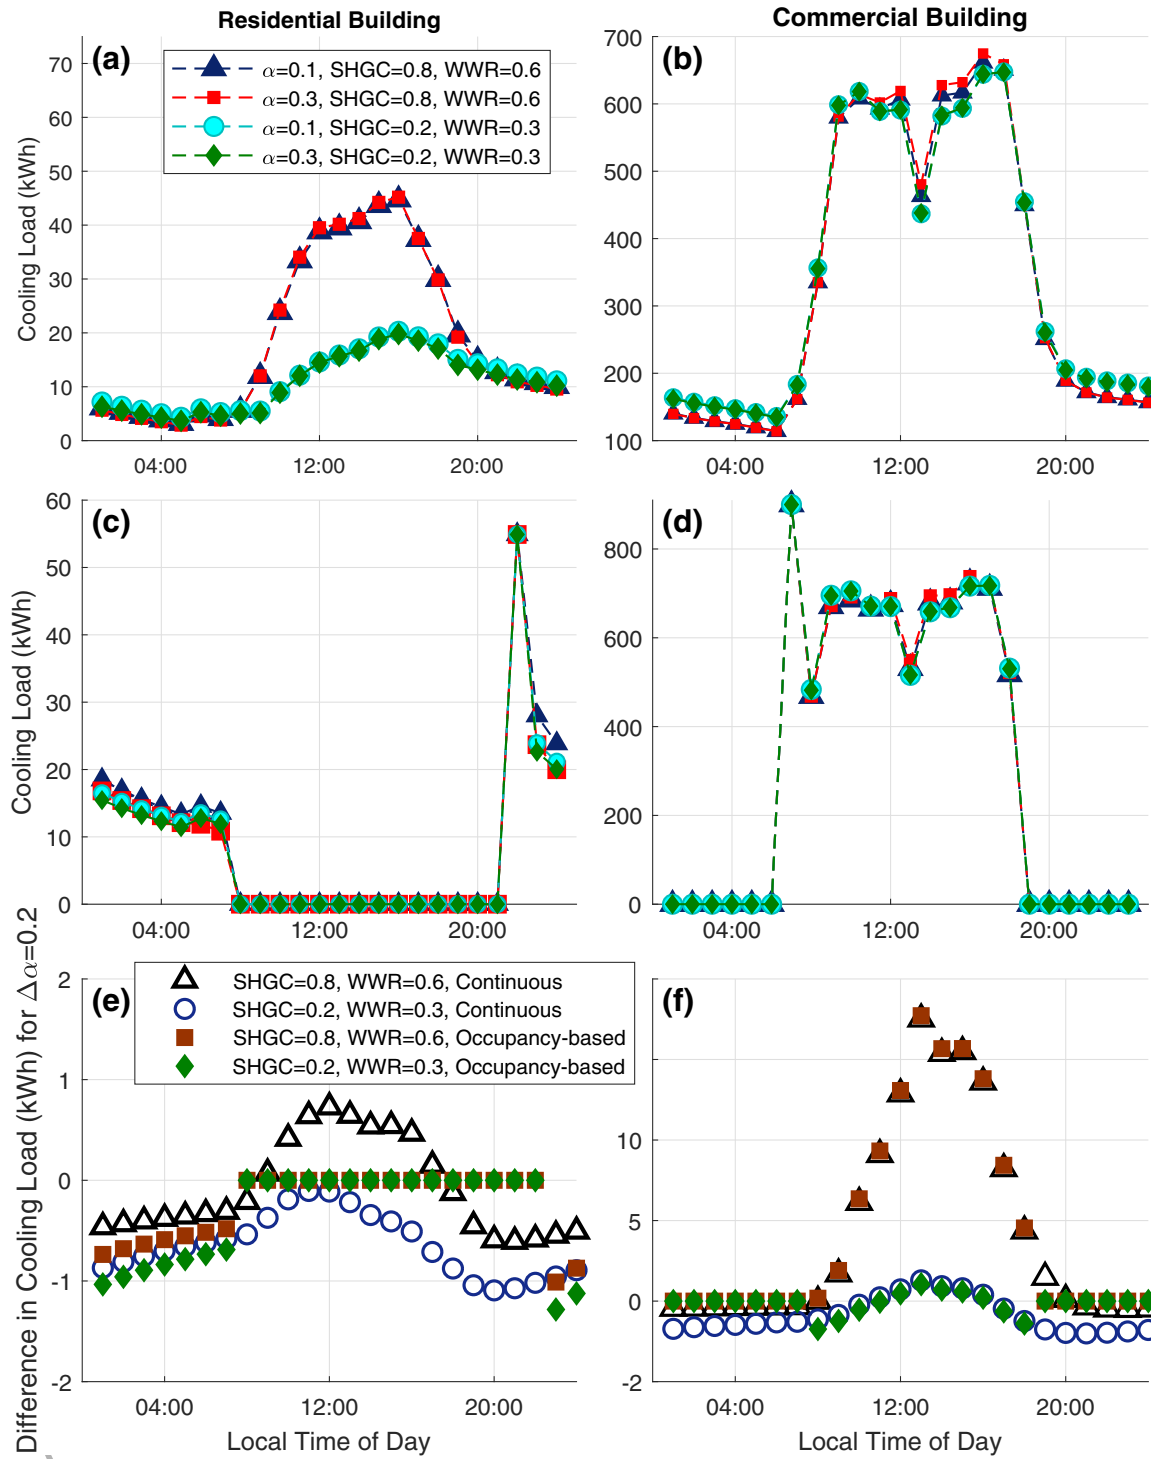 Residential Building
Commercial Building
(a)
α=0.1, SHGC=0.8, WWR=0.6
α=0.3, SHGC=0.8, WWR=0.6
α=0.1, SHGC=0.2, WWR=0.3
α=0.3, SHGC=0.2, WWR=0.3
Cooling Load (kWh)
70
60
50
40
30
20
10
0
04:00
12:00
20:00
(b)
700
600
500
400
300
200
100
04:00
12:00
20:00
(c)
Cooling Load (kWh)
60
50
40
30
20
10
0
04:00
12:00
20:00
(d)
800
600
400
200
0
04:00
12:00
20:00
(e)
SHGC=0.8, WWR=0.6, Continuous
SHGC=0.2, WWR=0.3, Continuous
SHGC=0.8, WWR=0.6, Occupancy-based
SHGC=0.2, WWR=0.3, Occupancy-based
Difference in Cooling Load (kWh) for Δα=0.2
2
1
0
-1
-2
04:00
12:00
20:00
Local Time of Day
(f)
10
5
0
-2
04:00
12:00
20:00
Local Time of Day